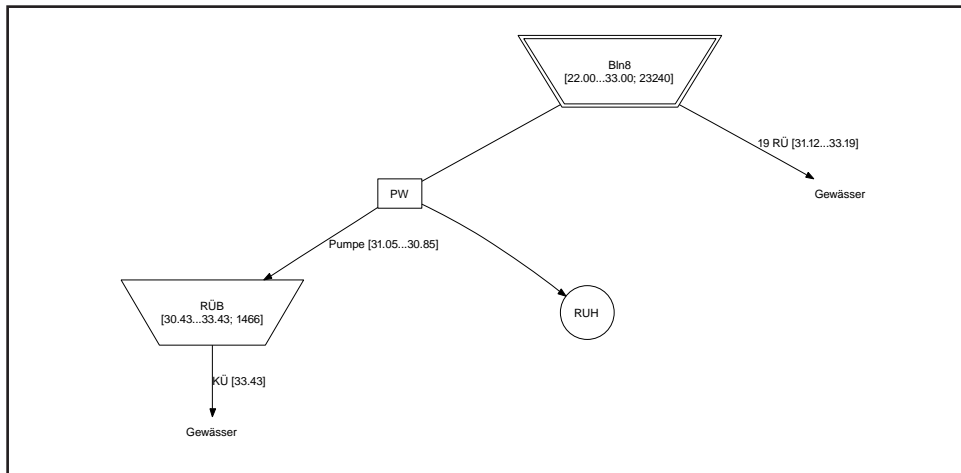 Bln8
[22.00...33.00; 23240]
19 RÜ [31.12...33.19]
Gewässer
PW
Pumpe [31.05...30.85]
RÜB
[30.43...33.43; 1466]
RUH
KÜ [33.43]
Gewässer